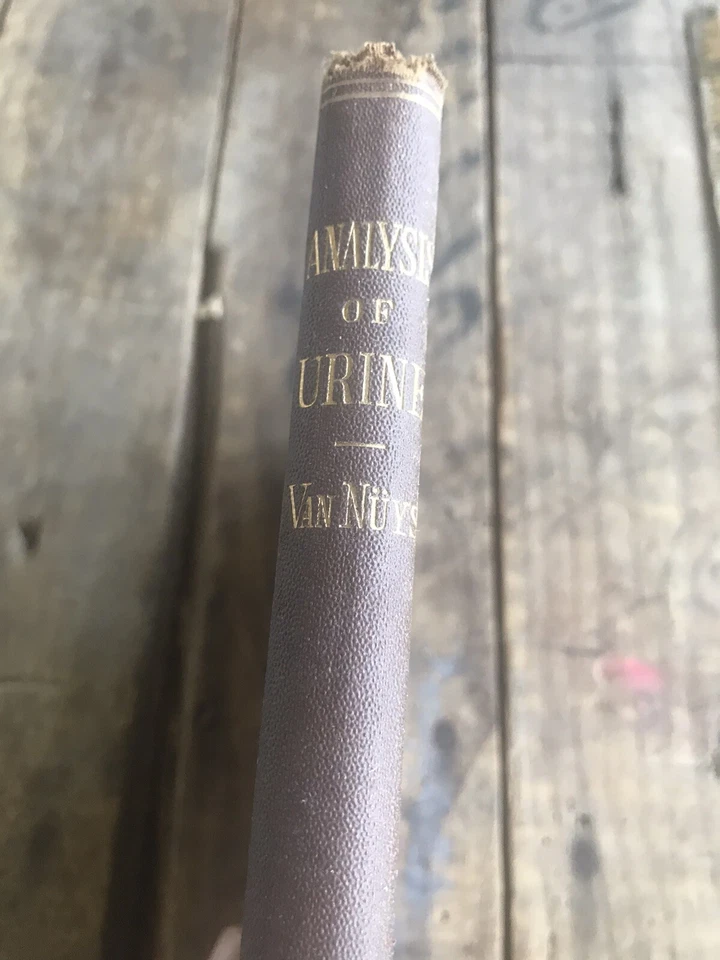 ANALYSIS
OF
URINE
VAN NÜYS